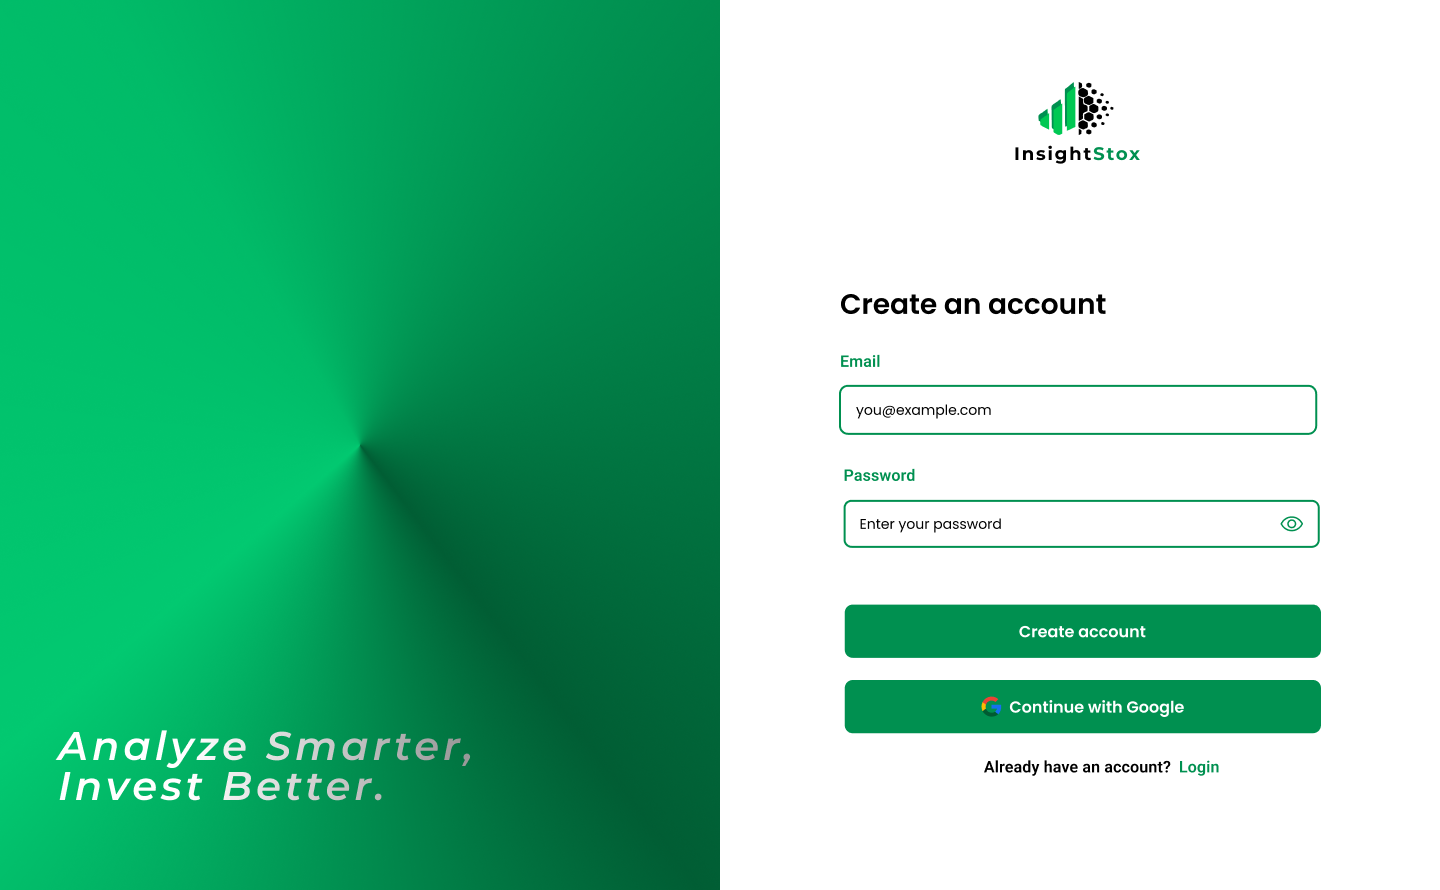 InsightStox
Create an account
Email
you@example.com
Password
Enter your password
Create account
Continue with Google
Already have an account? Login
Analyze Smarter,
Invest Better.